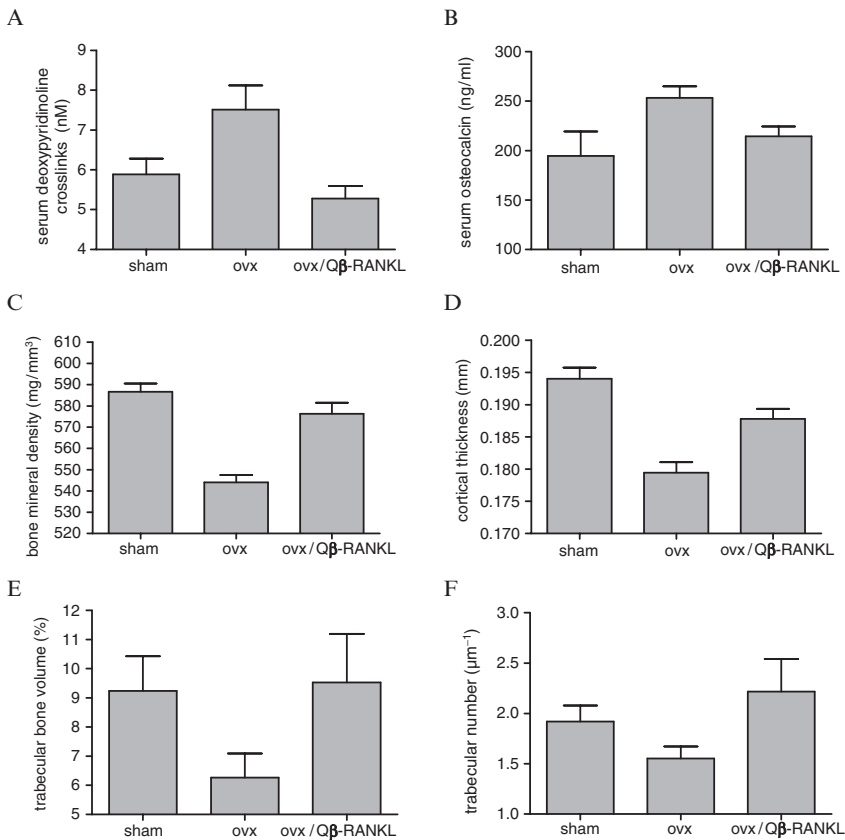 A
serum deoxypyridinoline
crosslinks (nM)
9
8
7
6
5
4
sham
ovx
ovx/Qβ-RANKL
B
serum osteocalcin (ng/ml)
300
250
200
150
100
sham
ovx
ovx/Qβ-RANKL
C
bone mineral density (mg/mm³)
610
600
590
580
570
560
550
540
530
520
sham
ovx
ovx/Qβ-RANKL
D
cortical thickness (mm)
0.200
0.195
0.190
0.185
0.180
0.175
0.170
sham
ovx
ovx/Qβ-RANKL
E
trabecular bone volume (%)
12
11
10
9
8
7
6
5
sham
ovx
ovx/Qβ-RANKL
F
trabecular number (μm⁻¹)
3.0
2.5
2.0
1.5
1.0
sham
ovx
ovx/Qβ-RANKL